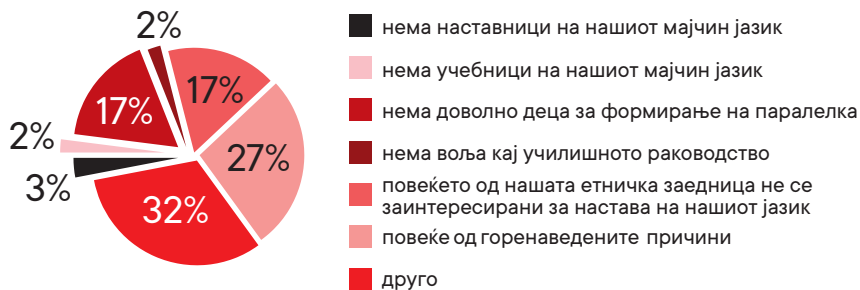 2%
17%
17%
2%
27%
3%
32%
нема наставници на нашиот мајчин јазик
нема учебници на нашиот мајчин јазик
нема доволно деца за формирање на паралелка
нема воља кај училишното раководство
повеќето од нашата етничка заедница не се
заинтересирани за настава на нашиот јазик
повеќе од горенаведените причини
друго